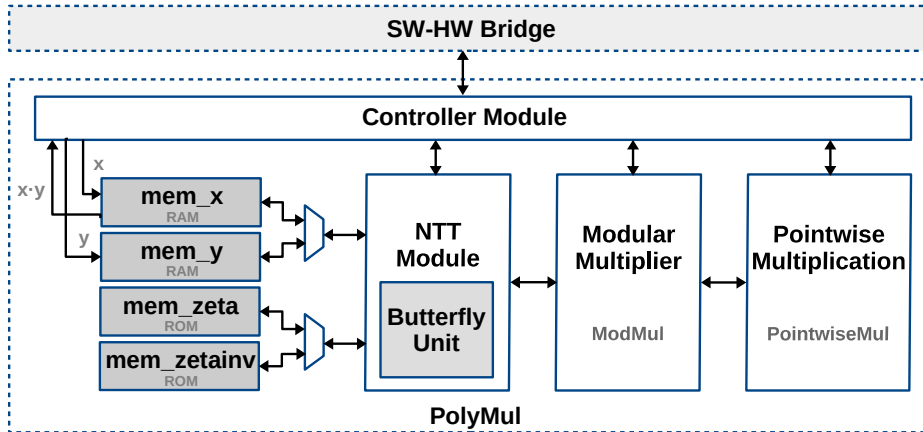 SW-HW Bridge
Controller Module
x
x·y
y
mem_x
RAM
mem_y
RAM
mem_zeta
ROM
mem_zetainv
ROM
NTT
Module
Butterfly
Unit
Modular
Multiplier
ModMul
Pointwise
Multiplication
PointwiseMul
PolyMul